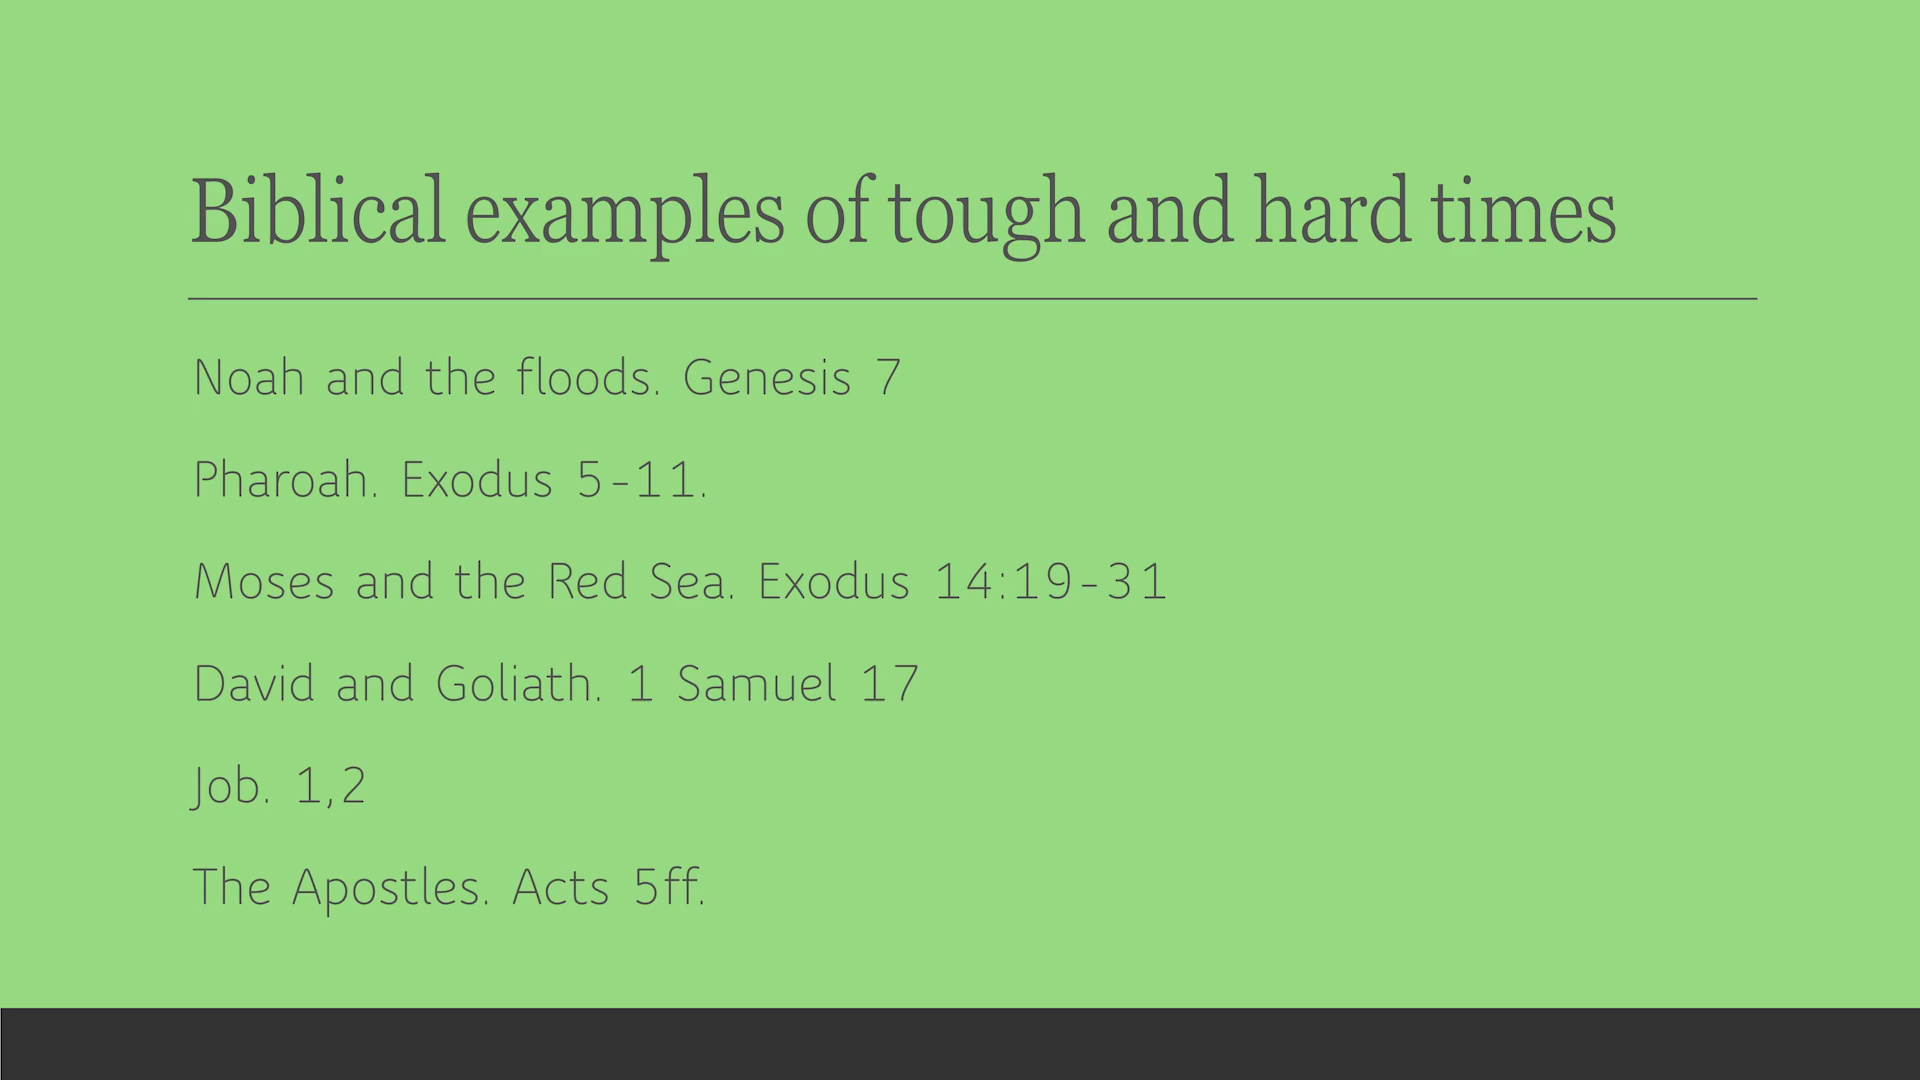 Biblical examples of tough and hard times
Noah and the floods. Genesis 7
Pharoah. Exodus 5-11.
Moses and the Red Sea. Exodus 14:19-31
David and Goliath. 1 Samuel 17
Job. 1,2
The Apostles. Acts 5ff.